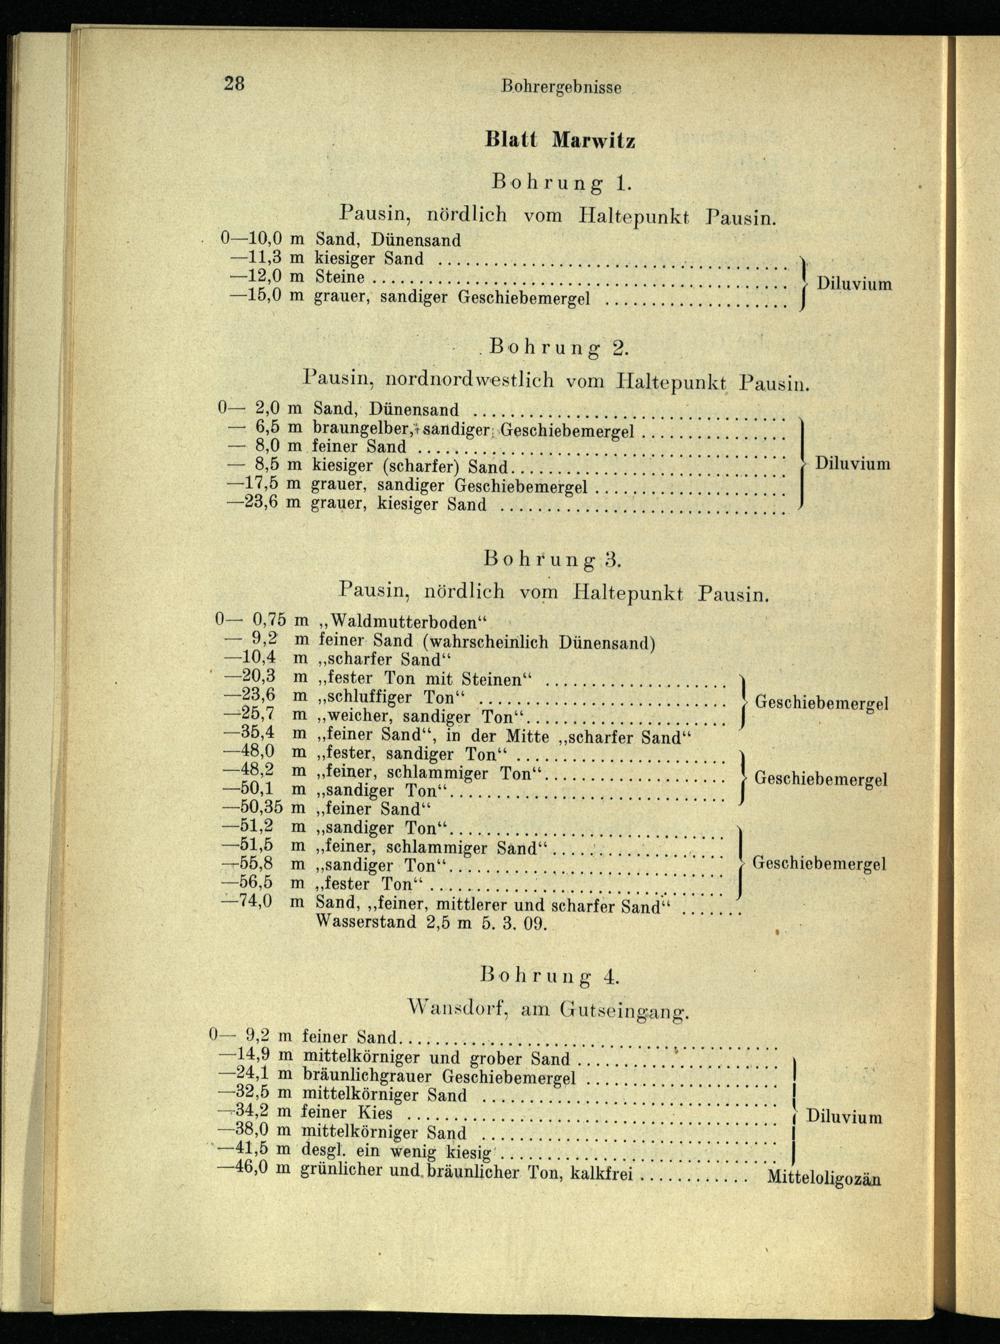 28 Bohrergebnisse
Blatt Marwitz
Bohrung 1.
Pausin, nördlich vom Haltepunkt Pausin.
0—10,0 m Sand, Dünensand
—11,3 m kiesiger Sand
—12,0 m Steine
Diluvium
—15,0 m grauer, sandiger Geschiebemergel
Bohrung 2.
Pausin, nordnordwestlich vom Haltepunkt Pausin.
0— 2,0 m Sand, Dünensand
— 6,5 m braungelber, sandiger Geschiebemergel
— 8,0 m feiner Sand
— 8,5 m kiesiger (scharfer) Sand
Diluvium
—17,5 m grauer, sandiger Geschiebemergel
—23,6 m grauer, kiesiger Sand
Bohrung 3.
Pausin, nördlich vom Haltepunkt Pausin.
0— 0,75 m „Waldmutterboden“
— 9,2 m feiner Sand (wahrscheinlich Dünensand)
—10,4 m „scharfer Sand“
—20,3 m „fester Ton mit Steinen“
—23,6 m „schluffiger Ton“
Geschiebemergel
—25,7 m „weicher, sandiger Ton“
—35,4 m „feiner Sand“, in der Mitte „scharfer Sand“
—48,0 m „fester, sandiger Ton“
—48,2 m „feiner, schlammiger Ton“
Geschiebemergel
—50,1 m „sandiger Ton“
—50,35 m „feiner Sand“
—51,2 m „sandiger Ton“
—51,5 m „feiner, schlammiger Sand“
—55,8 m „sandiger Ton“
Geschiebemergel
—56,5 m „fester Ton“
—74,0 m Sand, „feiner, mittlerer und scharfer Sand“
Wasserstand 2,5 m 5. 3. 09.
Bohrung 4.
Wansdorf, am Gutseingang.
0— 9,2 m feiner Sand
—14,9 m mittelkörniger und grober Sand
—24,1 m bräunlichgrauer Geschiebemergel
—32,5 m mittelkörniger Sand
—34,2 m feiner Kies
Diluvium
—38,0 m mittelkörniger Sand
—41,5 m desgl. ein wenig kiesig
—46,0 m grünlicher und bräunlicher Ton, kalkfrei Mitteloligozän